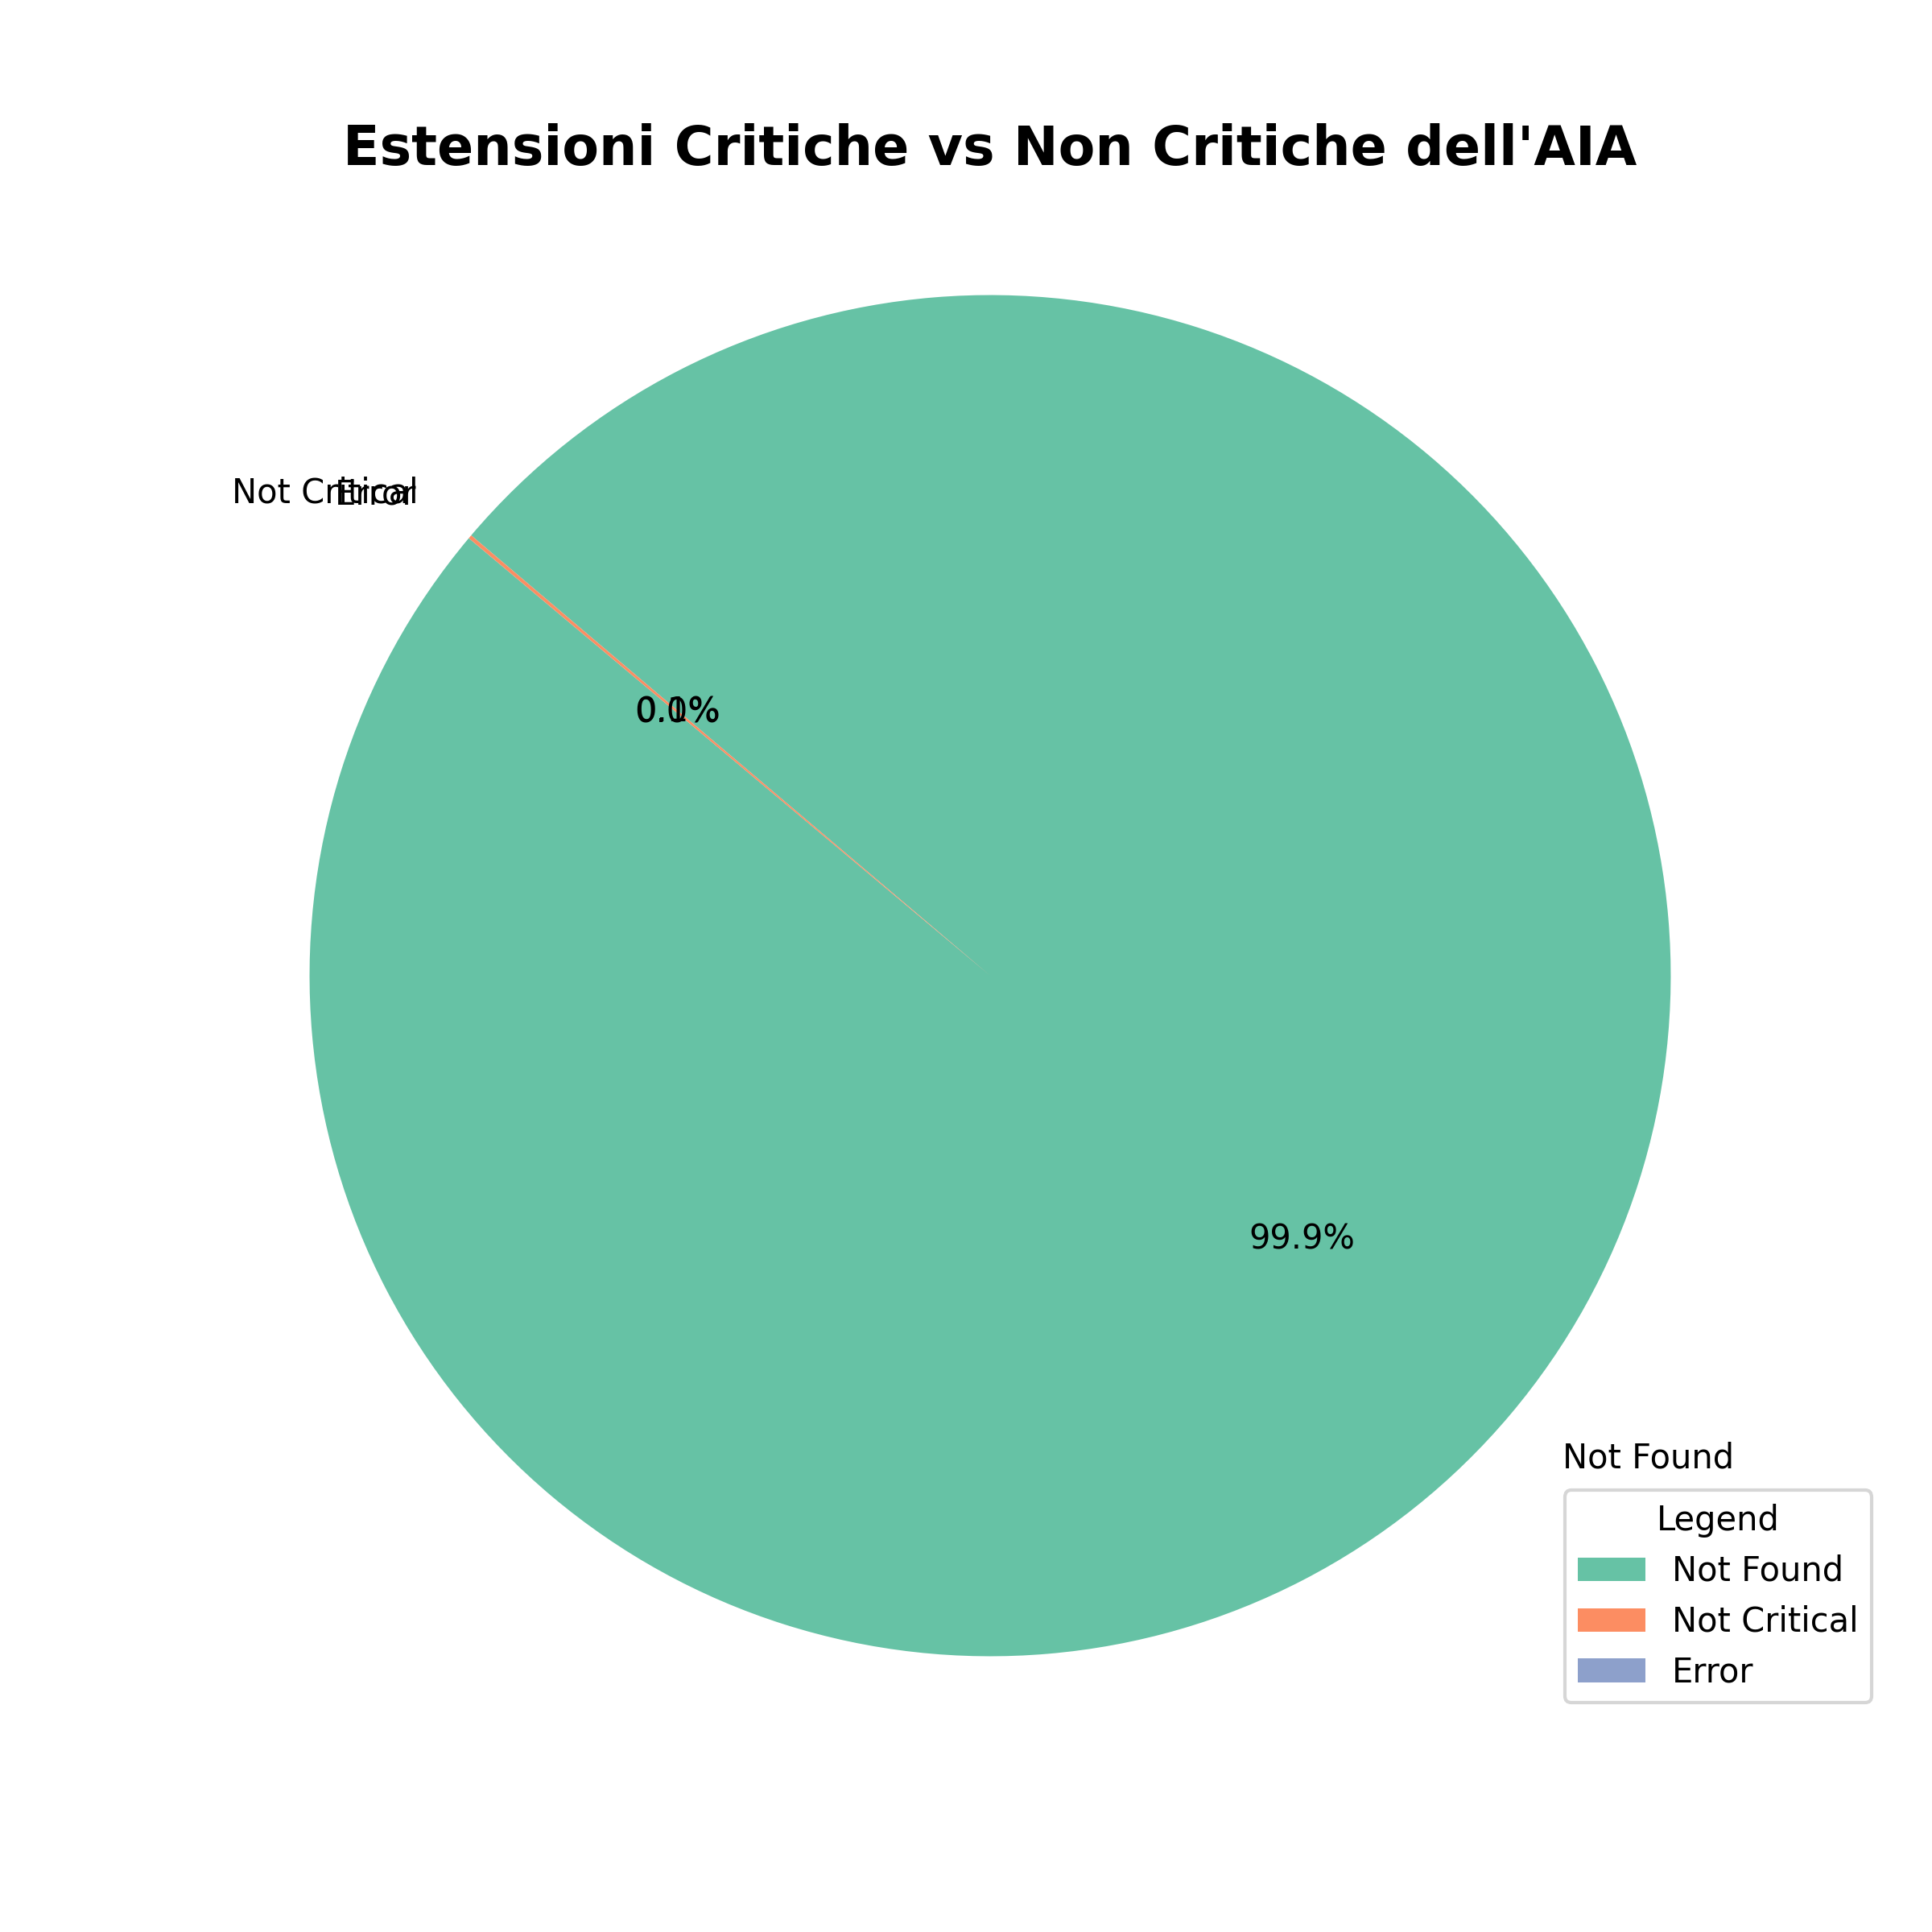 Estensioni Critiche vs Non Critiche dell'AIA
Not Critical
Error
0.1%
0.0%
99.9%
Not Found
Legend
Not Found
Not Critical
Error